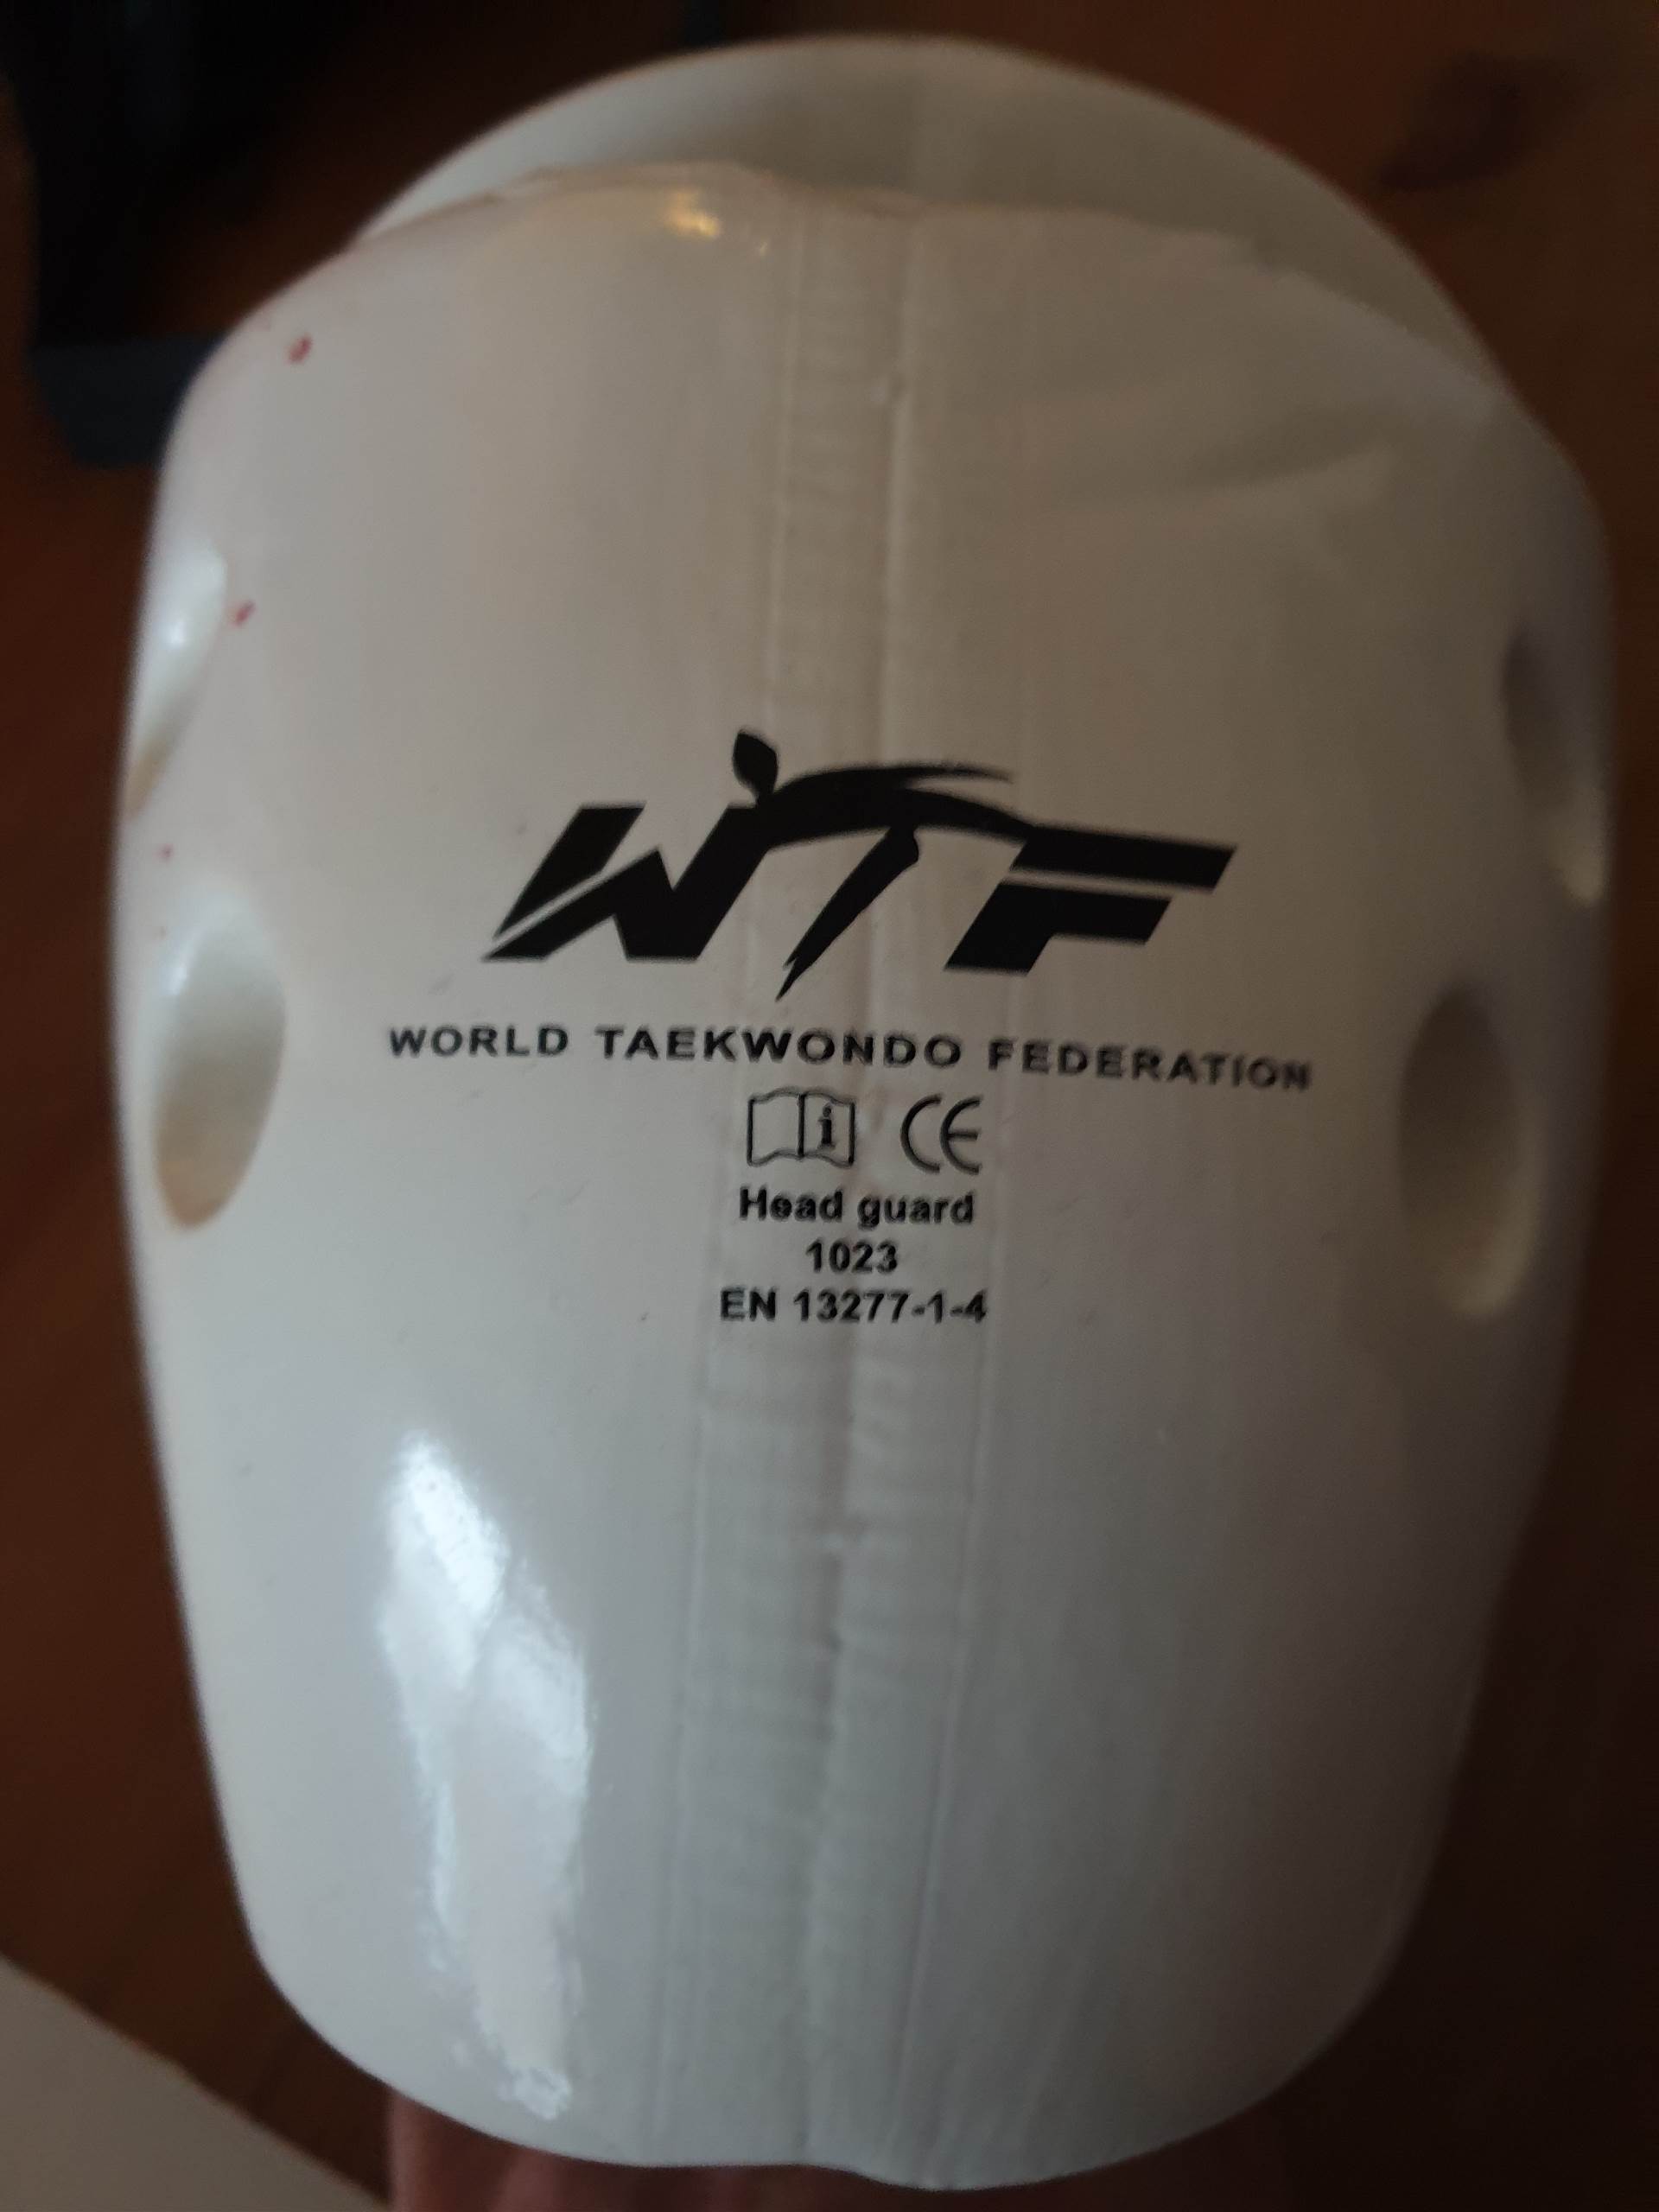 WTF
WORLD TAEKWONDO FEDERATION
i CE
Head guard
1023
EN 13277-1-4